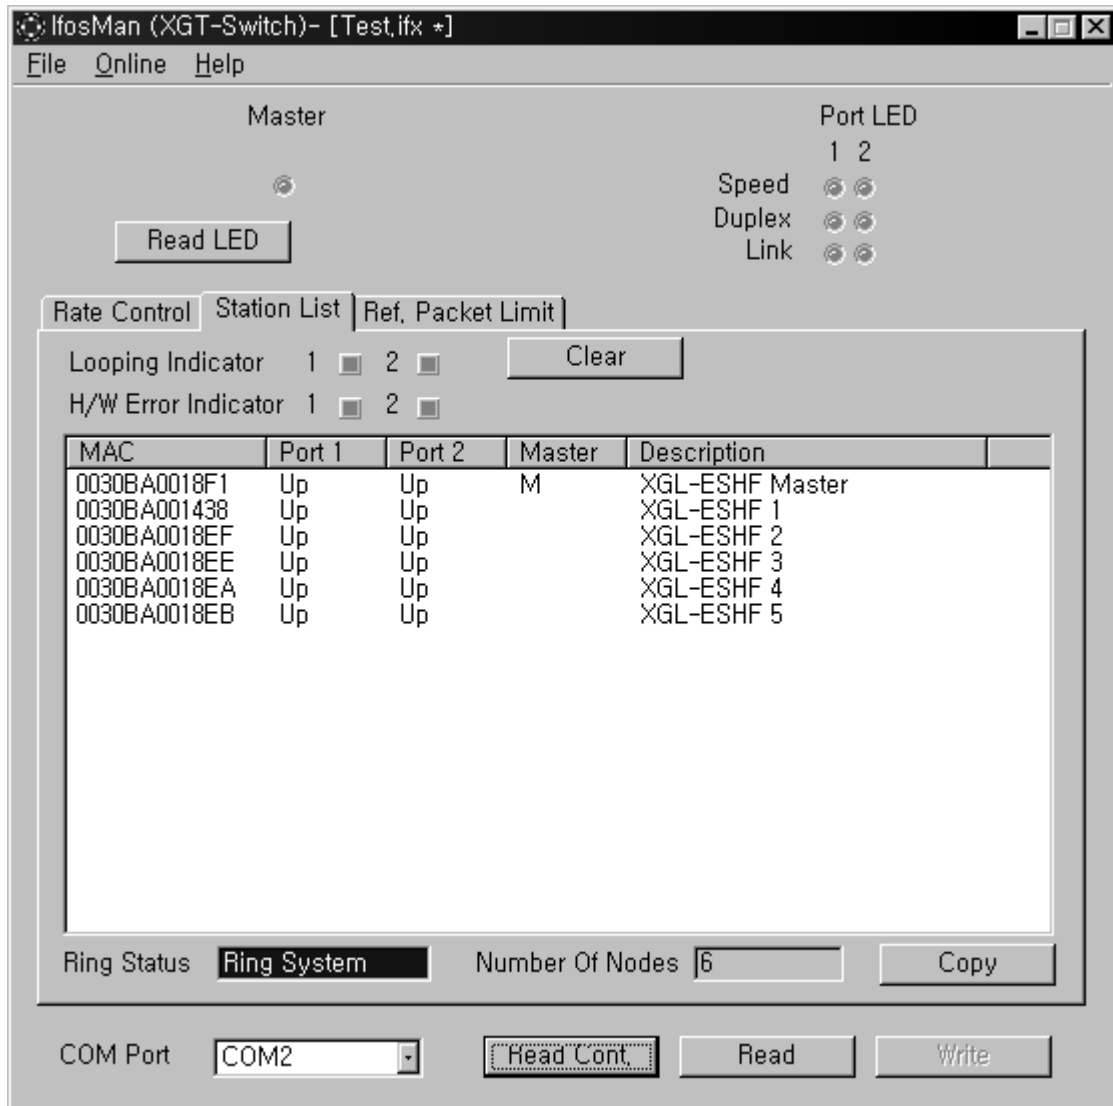 IfosMan (XGT-Switch)- [Test.ifx *]
File Online Help
Master
Port LED
1 2
Speed
Duplex
Link
Read LED
Rate Control Station List Ref. Packet Limit
Looping Indicator 1 2 Clear
H/W Error Indicator 1 2
MAC Port 1 Port 2 Master Description
0030BA0018F1 Up Up M XGL-ESHF Master
0030BA001438 Up Up XGL-ESHF 1
0030BA0018EF Up Up XGL-ESHF 2
0030BA0018EE Up Up XGL-ESHF 3
0030BA0018EA Up Up XGL-ESHF 4
0030BA0018EB Up Up XGL-ESHF 5
Ring Status Ring System Number Of Nodes 6 Copy
COM Port COM2 Read Cont. Read Write